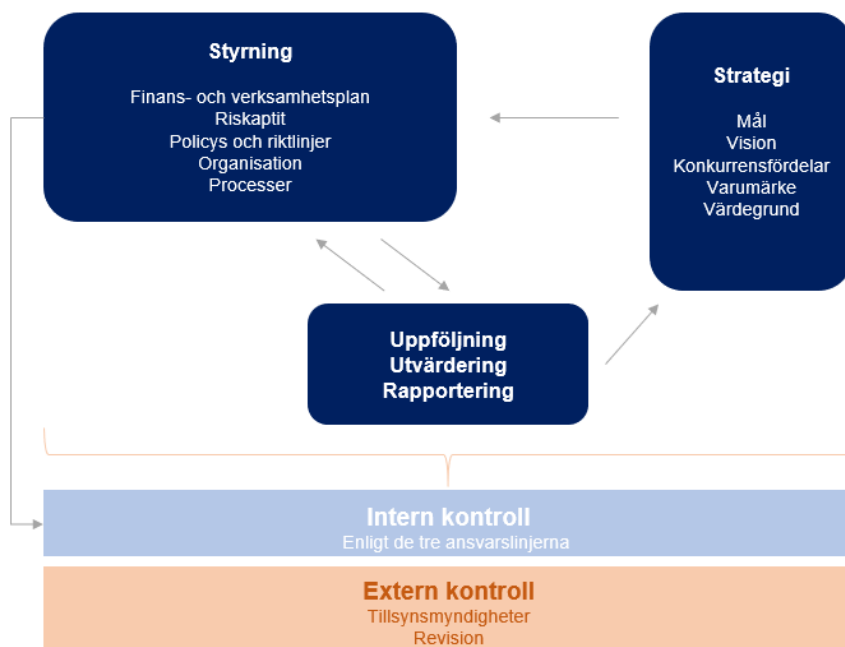 Styrning
Finans- och verksamhetsplan
Riskaptit
Policys och riktlinjer
Organisation
Processer
Strategi
Mål
Vision
Konkurrensfördelar
Varumärke
Värdegrund
Uppföljning
Utvärdering
Rapportering
Intern kontroll
Enligt de tre ansvarslinjerna
Extern kontroll
Tillsynsmyndigheter
Revision